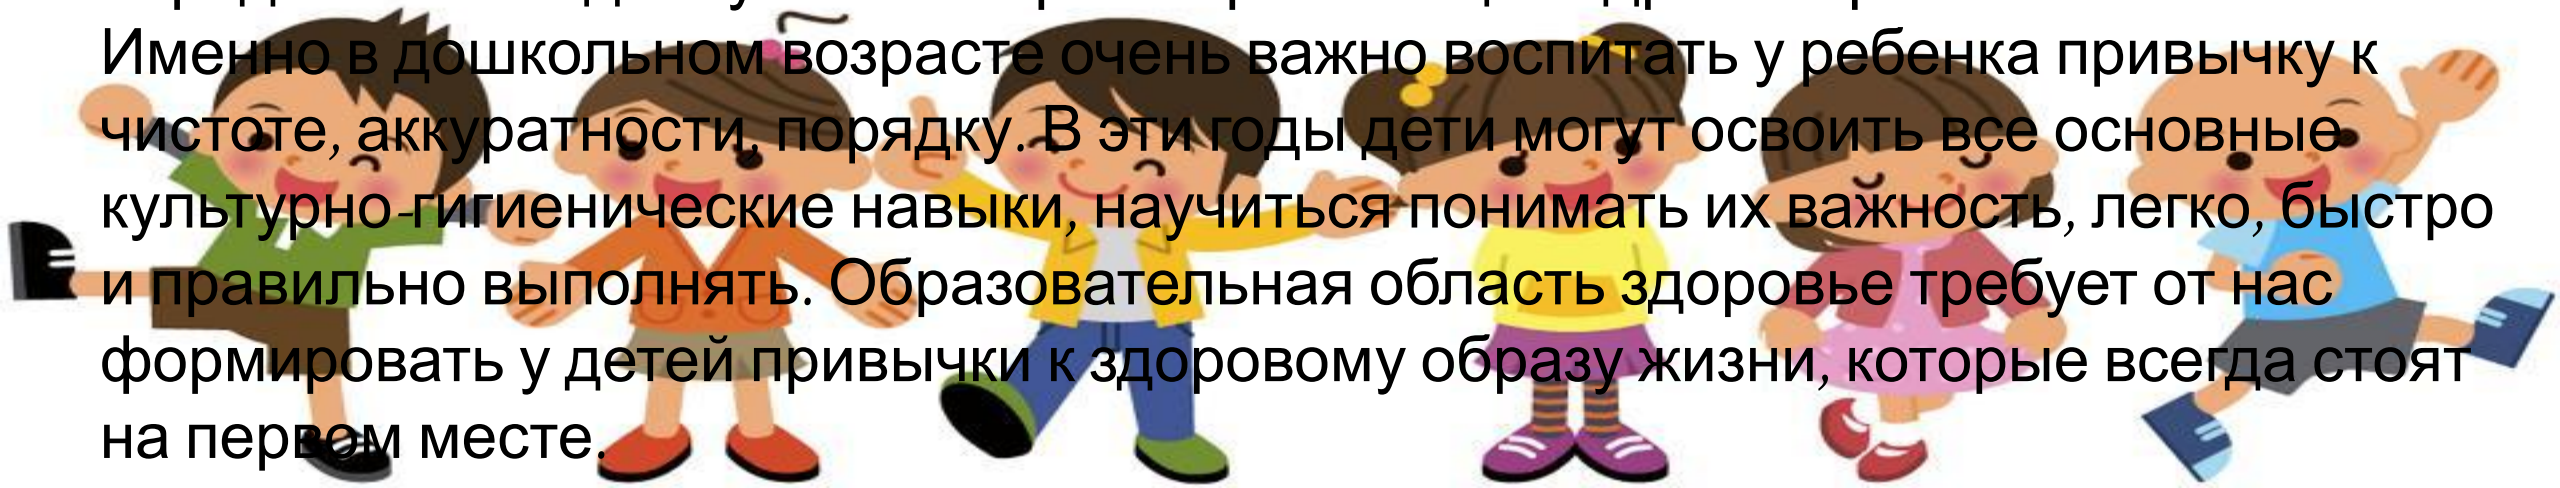 Именно в дошкольном возрасте очень важно воспитать у ребенка привычку к
чистоте, аккуратности, порядку. В эти годы дети могут освоить все основные
культурно-гигиенические навыки, научиться понимать их важность, легко, быстро
и правильно выполнять. Образовательная область здоровье требует от нас
формировать у детей привычки к здоровому образу жизни, которые всегда стоят
на первом месте.